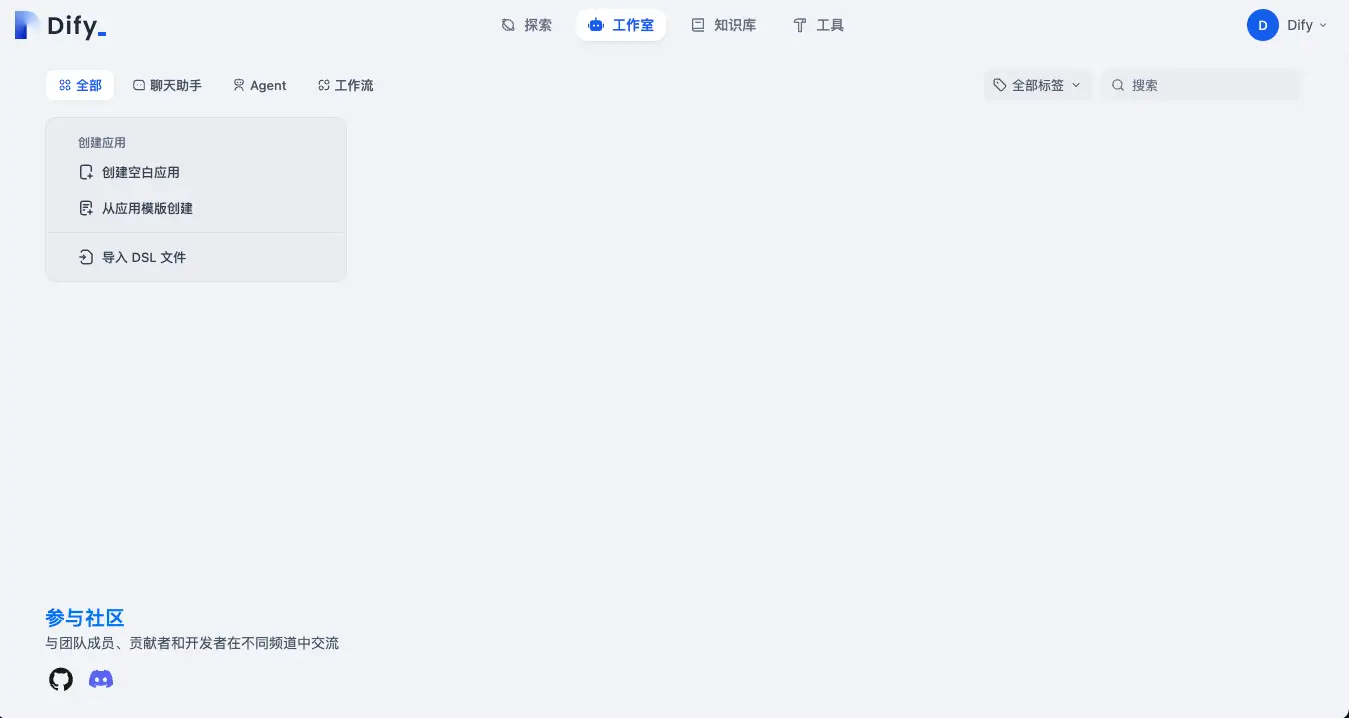 Dify_ 探索 工作室 知识库 工具 D Dify
全部 聊天助手 Agent 工作流 全部标签 搜索
创建应用
创建空白应用
从应用模版创建
导入 DSL 文件
参与社区
与团队成员、贡献者和开发者在不同频道中交流